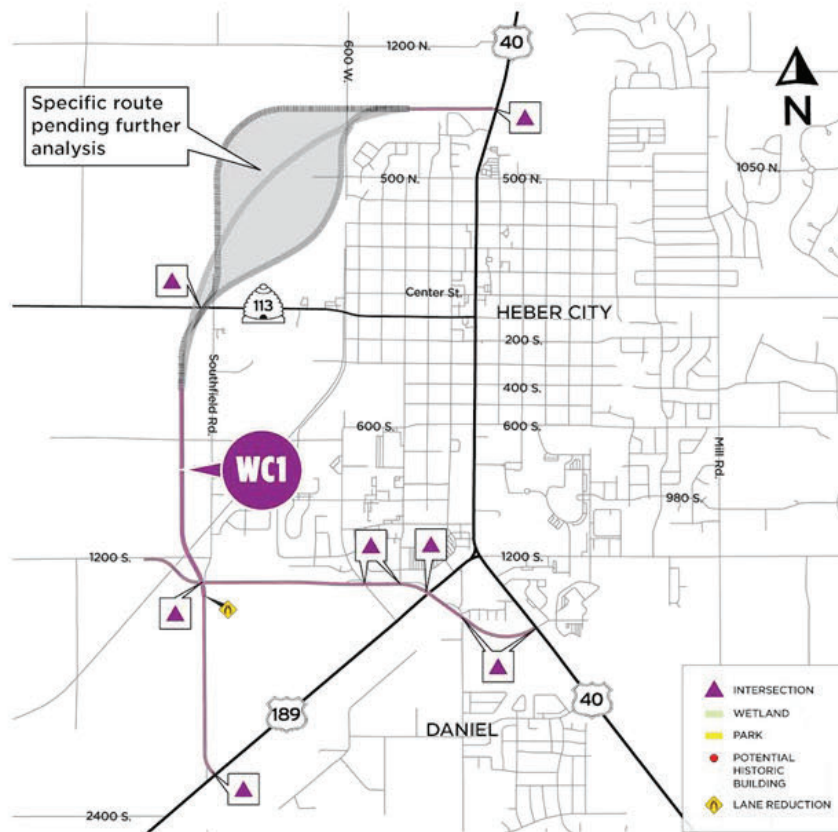 1200 N.
40
600 W.
Specific route
pending further
analysis
N
1050 N.
500 N.
500 N.
Center St.
113
HEBER CITY
200 S.
Southfield Rd.
400 S.
600 S.
600 S.
Mill Rd.
WC1
980 S.
1200 S.
1200 S.
189
40
DANIEL
2400 S.
INTERSECTION
WETLAND
PARK
POTENTIAL
HISTORIC
BUILDING
LANE REDUCTION